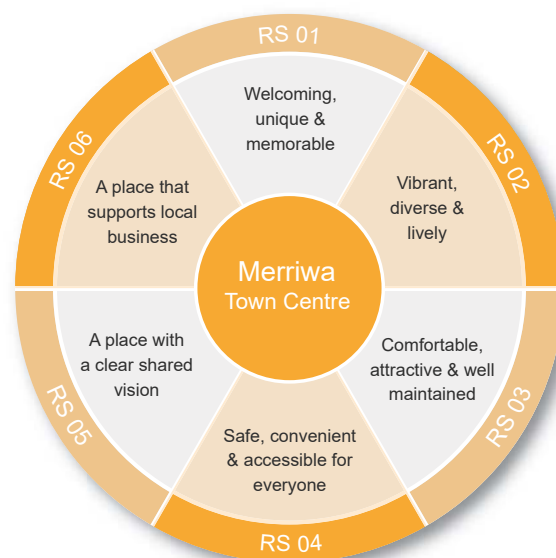 RS 01
Welcoming,
unique &
memorable
RS 02
Vibrant,
diverse &
lively
RS 03
Comfortable,
attractive & well
maintained
RS 04
Safe, convenient
& accessible for
everyone
RS 05
A place with
a clear shared
vision
RS 06
A place that
supports local
business
Merriwa
Town Centre